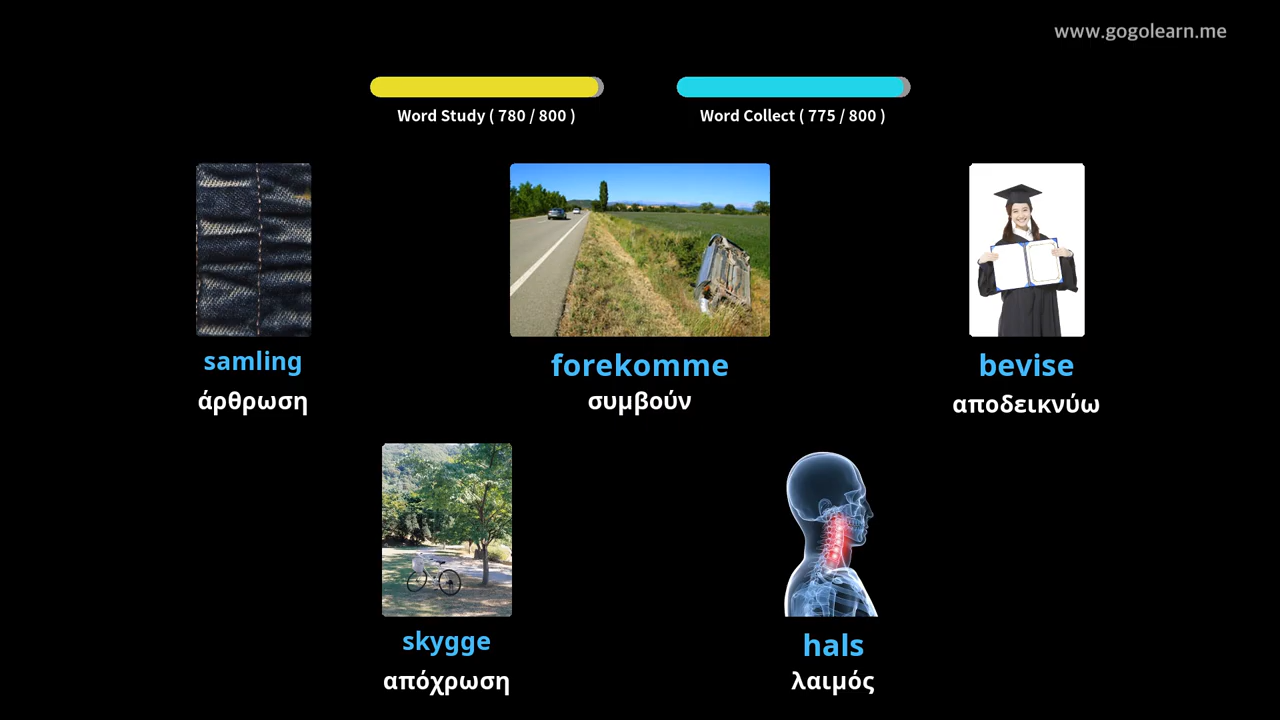 www.gogolearn.me
Word Study ( 780 / 800 )
Word Collect ( 775 / 800 )
samling
άρθρωση
forekomme
συμβούν
bevise
αποδεικνύω
skygge
απόχρωση
hals
λαιμός